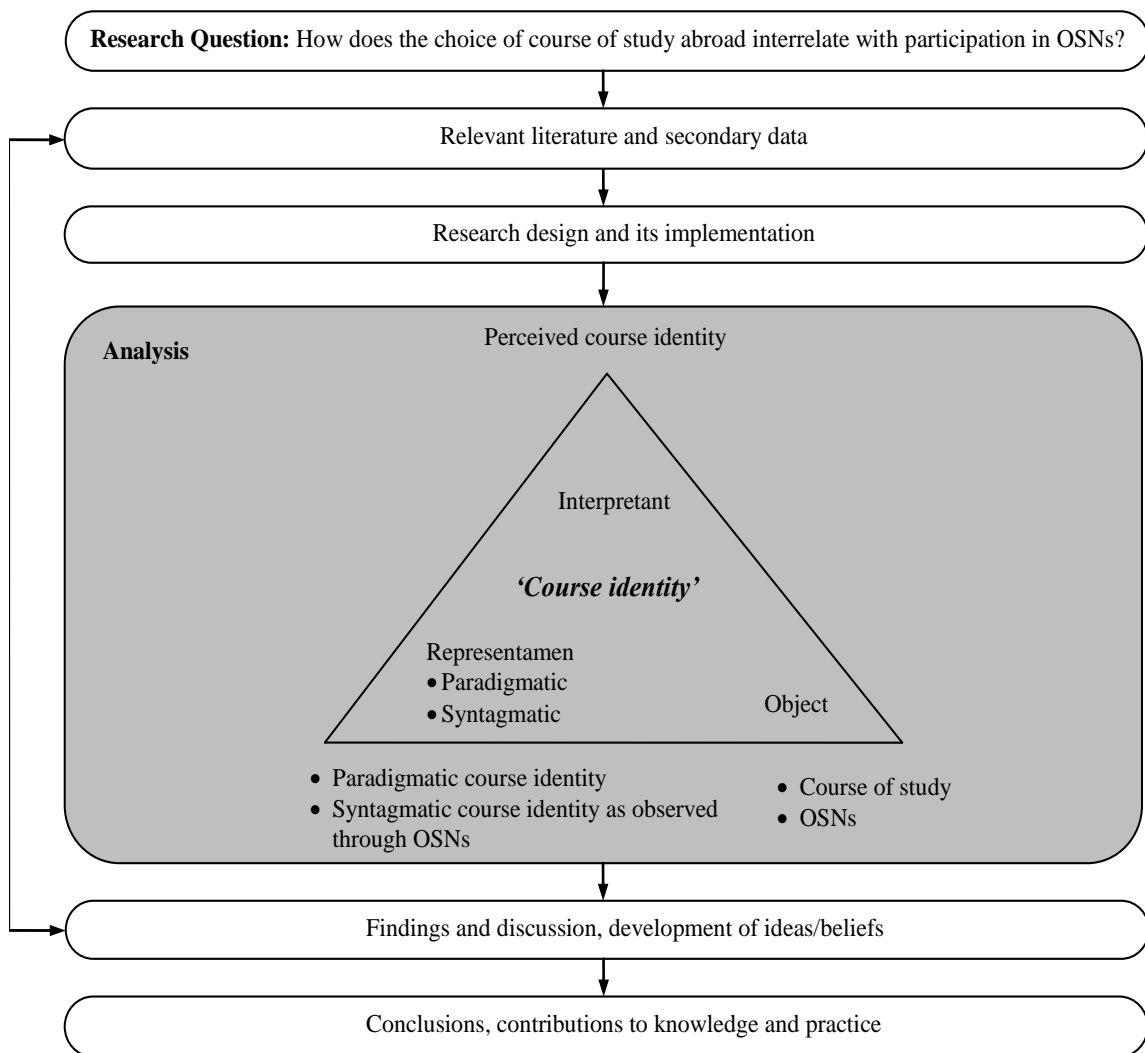 Research Question: How does the choice of course of study abroad interrelate with participation in OSNs?
Relevant literature and secondary data
Research design and its implementation
Analysis
Perceived course identity
Interpretant
‘Course identity’
Representamen
• Paradigmatic
• Syntagmatic
Object
• Paradigmatic course identity
• Syntagmatic course identity as observed
through OSNs
• Course of study
• OSNs
Findings and discussion, development of ideas/beliefs
Conclusions, contributions to knowledge and practice